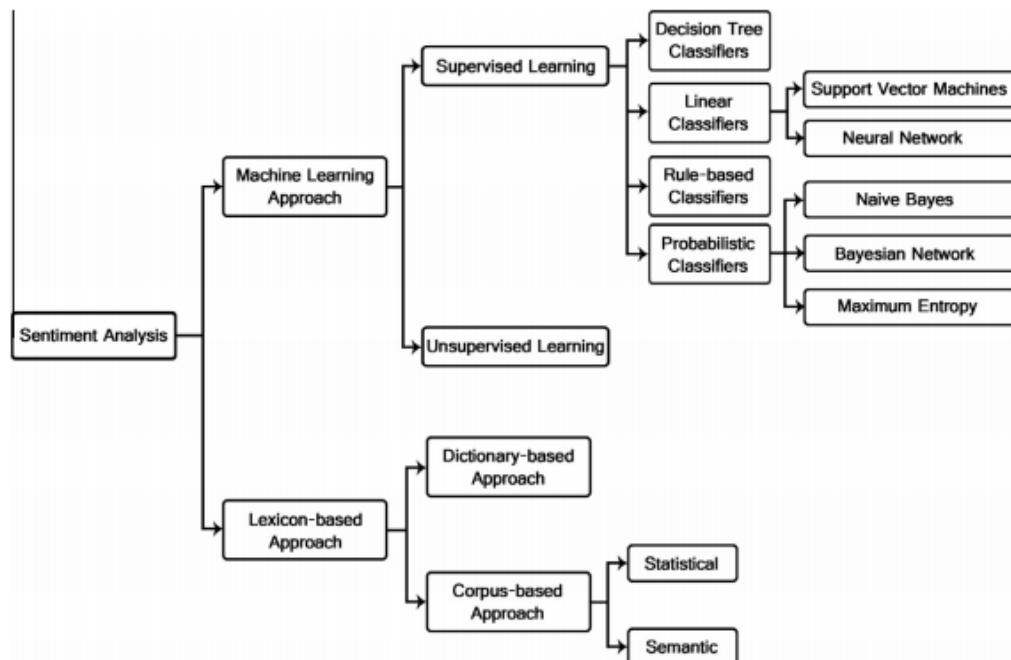 Decision Tree
Classifiers
Supervised Learning
Linear
Classifiers
Support Vector Machines
Neural Network
Machine Learning
Approach
Rule-based
Classifiers
Naive Bayes
Probabilistic
Classifiers
Bayesian Network
Maximum Entropy
Sentiment Analysis
Unsupervised Learning
Dictionary-based
Approach
Lexicon-based
Approach
Statistical
Corpus-based
Approach
Semantic